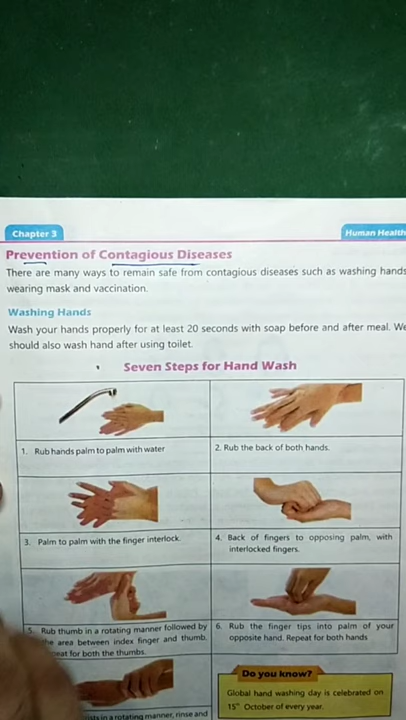 Chapter 3
Human Health
Prevention of Contagious Diseases
There are many ways to remain safe from contagious diseases such as washing hands
wearing mask and vaccination.
Washing Hands
Wash your hands properly for at least 20 seconds with soap before and after meal. We
should also wash hand after using toilet.
Seven Steps for Hand Wash
1. Rub hands palm to palm with water
2. Rub the back of both hands.
3. Palm to palm with the finger interlock.
4. Back of fingers to opposing palm, with
interlocked fingers.
5. Rub thumb in a rotating manner followed by
the area between index finger and thumb.
for both the thumbs.
6. Rub the finger tips into palm of your
opposite hand. Repeat for both hands
in a rotating manner, rinse and
Do you know?
Global hand washing day is celebrated on
15th October of every year.